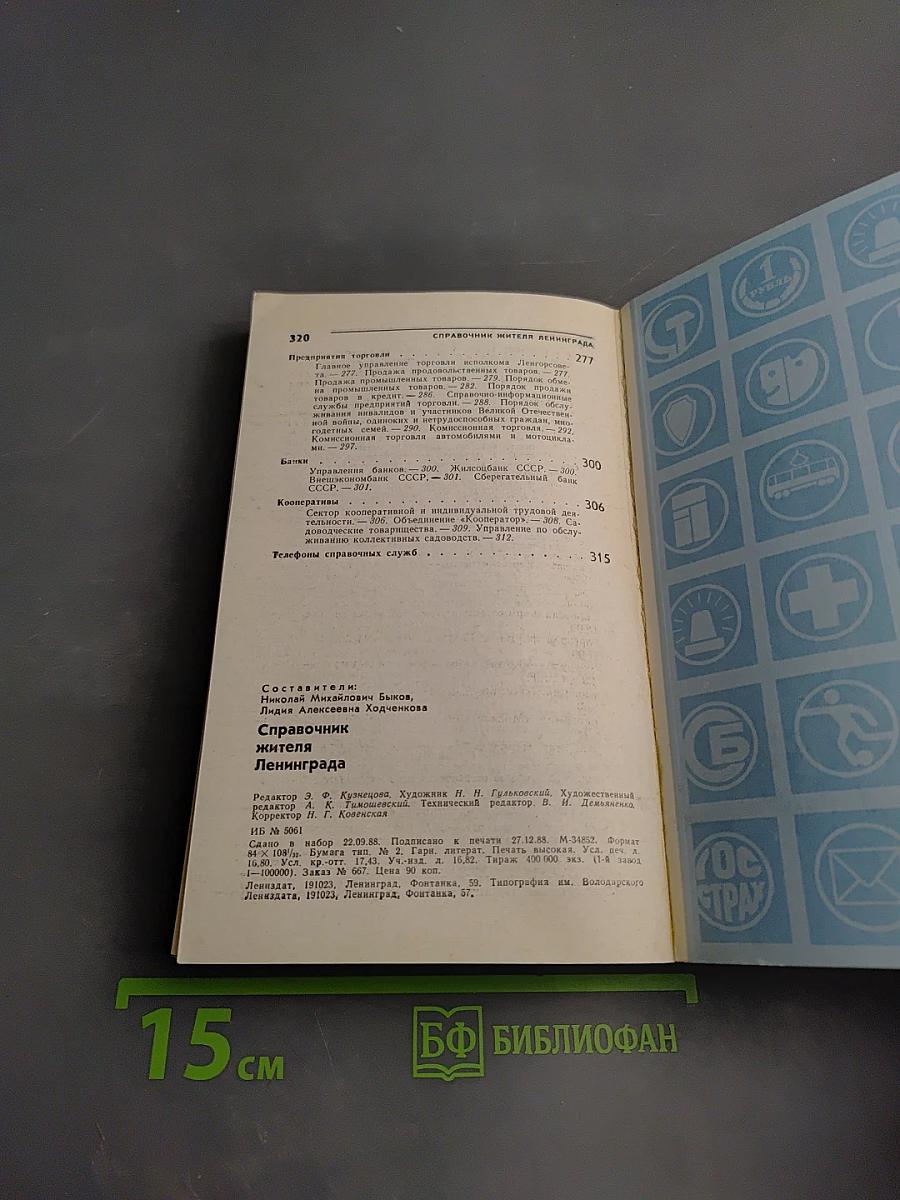 320 СПРАВОЧНИК ЖИТЕЛЯ ЛЕНИНГРАДА
Предприятия торговли . . . . . . . . . . . . . . 277
Главное управление торговли исполкома Ленгорсове-
та. — 277. Продажа продовольственных товаров. — 277.
Продажа промышленных товаров. — 279. Порядок обме-
на промышленных товаров. — 282. Порядок продажи
товаров в кредит. — 286. Справочно-информационные
службы предприятий торговли. — 288. Порядок обслу-
живания инвалидов и участников Великой Отечествен-
ной войны, одиноких и нетрудоспособных граждан, мно-
годетных семей. — 290. Комиссионная торговля. — 292.
Комиссионная торговля автомобилями и мотоцикла-
ми. — 297.
Банки . . . . . . . . . . . . . . . . . . . . . 300
Управления банков. — 300. Жилсоцбанк СССР. — 300.
Внешэкономбанк СССР. — 301. Сберегательный банк
СССР. — 301.
Кооперативы . . . . . . . . . . . . . . . . . . 306
Сектор кооперативной и индивидуальной трудовой дея-
тельности. — 306. Объединение «Кооператор». — 308. Са-
доводческие товарищества. — 309. Управление по обслу-
живанию коллективных садоводств. — 312.
Телефоны справочных служб . . . . . . . . . . . 315
Составители:
Николай Михайлович Быков,
Лидия Алексеевна Ходченкова
Справочник
жителя
Ленинграда
Редактор Э. Ф. Кузнецова. Художник Н. Н. Гульковский. Художественный
редактор А. К. Тимошевский. Технический редактор В. И. Демьяненко.
Корректор Н. Г. Ковенская
ИБ № 5061
Сдано в набор 22.09.88. Подписано к печати 27.12.88. М-34852. Формат
84×108¹/₃₂. Бумага тип. № 2. Гарн. литерат. Печать высокая. Усл. печ. л.
16,80. Усл. кр.-отт. 17,43. Уч.-изд. л. 16,82. Тираж 400 000 экз. (1-й завод
1—100000). Заказ № 667. Цена 90 коп.
Лениздат, 191023, Ленинград, Фонтанка, 59. Типография им. Володарского
Лениздата, 191023, Ленинград, Фонтанка, 57.
1 РУБЛЬ
СБ
ГОС
СТРАХ
15 см
БФ БИБЛИОФАН